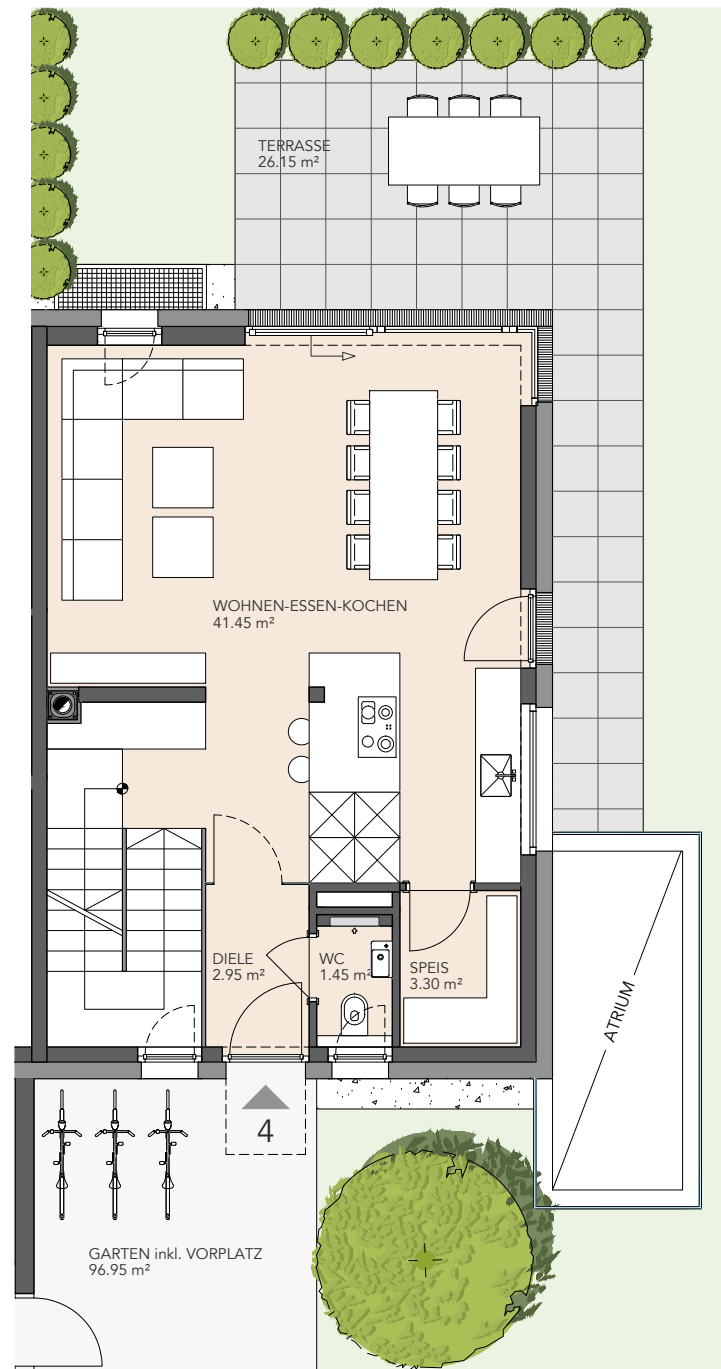 TERRASSE
26.15 m²
WOHNEN-ESSEN-KOCHEN
41.45 m²
DIELE
2.95 m²
WC
1.45 m²
SPEIS
3.30 m²
ATRIUM
4
GARTEN inkl. VORPLATZ
96.95 m²